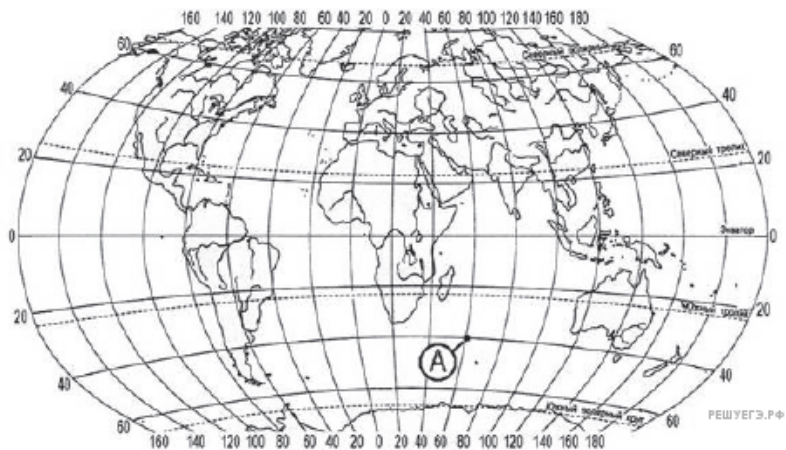 160 140 120 100 80 60 40 20 0 20 40 60 80 100 120 140 160 180
60 Северный полярный 60
40 40
20 Северный тропик 20
0 Экватор 0
20 Южный тропик 20
А
40 40
60 Южный полярный круг 60
РЕШУЕГЭ.РФ
160 140 120 100 80 60 40 20 0 20 40 60 80 100 120 140 160 180